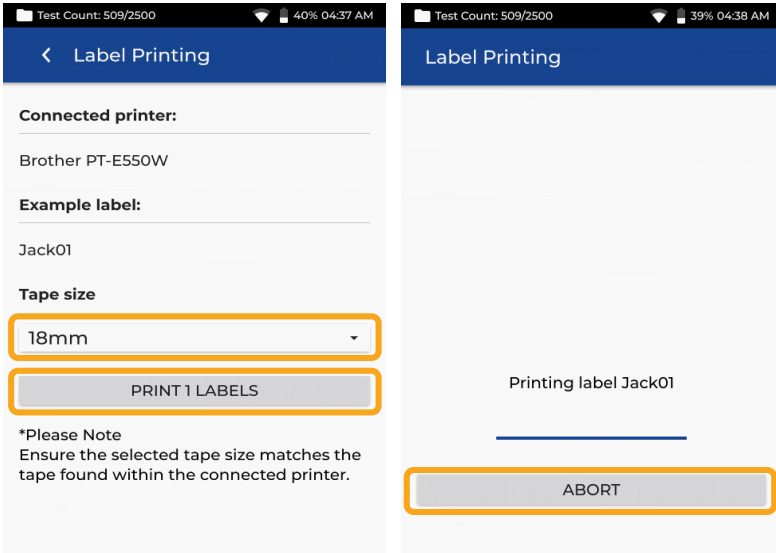 Test Count: 509/2500 40% 04:37 AM
Label Printing
Connected printer:
Brother PT-E550W
Example label:
Jack01
Tape size
18mm
PRINT 1 LABELS
*Please Note
Ensure the selected tape size matches the
tape found within the connected printer.
Test Count: 509/2500 39% 04:38 AM
Label Printing
Printing label Jack01
ABORT